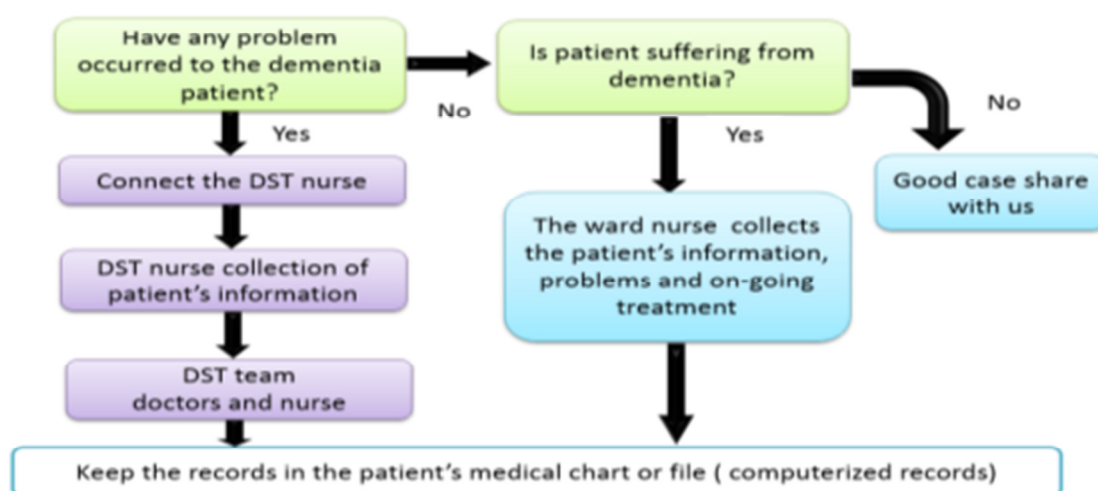 Have any problem
occurred to the dementia
patient?
No
Is patient suffering from
dementia?
No
Yes
Yes
Connect the DST nurse
Good case share
with us
The ward nurse collects
the patient's information,
problems and on-going
treatment
DST nurse collection of
patient's information
DST team
doctors and nurse
Keep the records in the patient's medical chart or file ( computerized records)